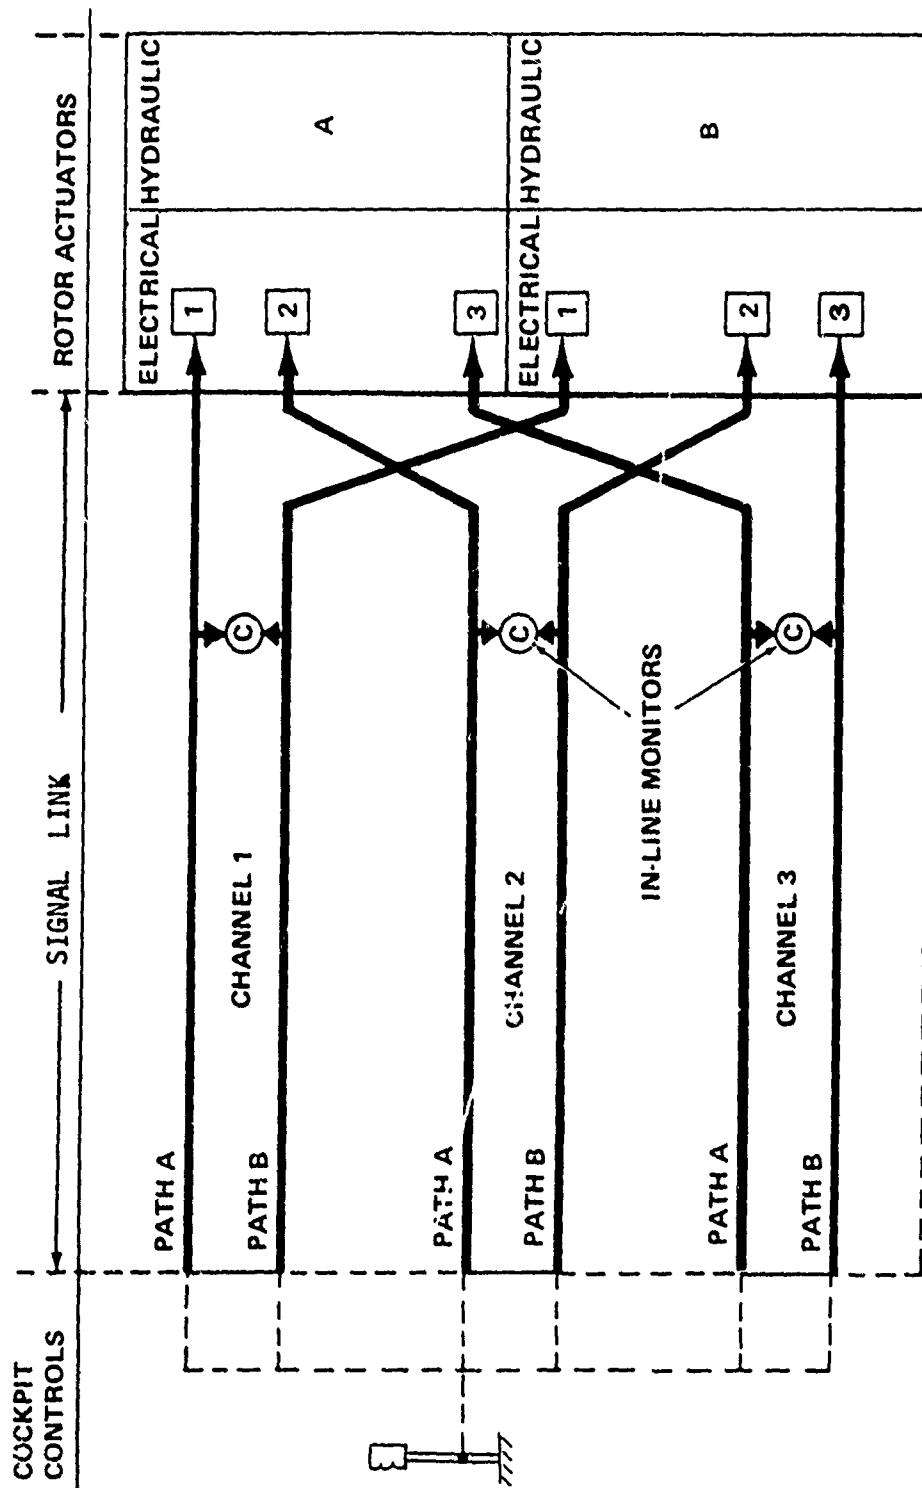 COCKPIT
CONTROLS
SIGNAL LINK
ROTOR ACTUATORS
PATH A
CHANNEL 1
PATH B
C
1
2
ELECTRICAL
HYDRAULIC
A
PATH A
CHANNEL 2
PATH B
C
3
1
ELECTRICAL
HYDRAULIC
B
IN-LINE MONITORS
PATH A
CHANNEL 3
PATH B
C
2
3